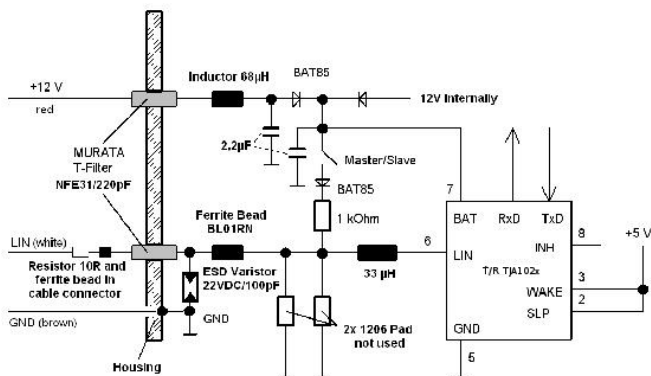 +12 V
red
Inductor 68µH
BAT85
12V Internally
MURATA
T-Filter
NFE31/220pF
2,2µF
Master/Slave
BAT85
1 kOhm
7
BAT
RxD
TxD
+5 V
LIN (white)
Ferrite Bead
BL01RN
6
LIN
INH
8
T/R TJA102x
Resistor 10R and
ferrite bead in
cable connector
ESD Varistor
22VDC/100pF
33 µH
WAKE
3
SLP
2
GND (brown)
GND
2x 1206 Pad
not used
GND
5
Housing